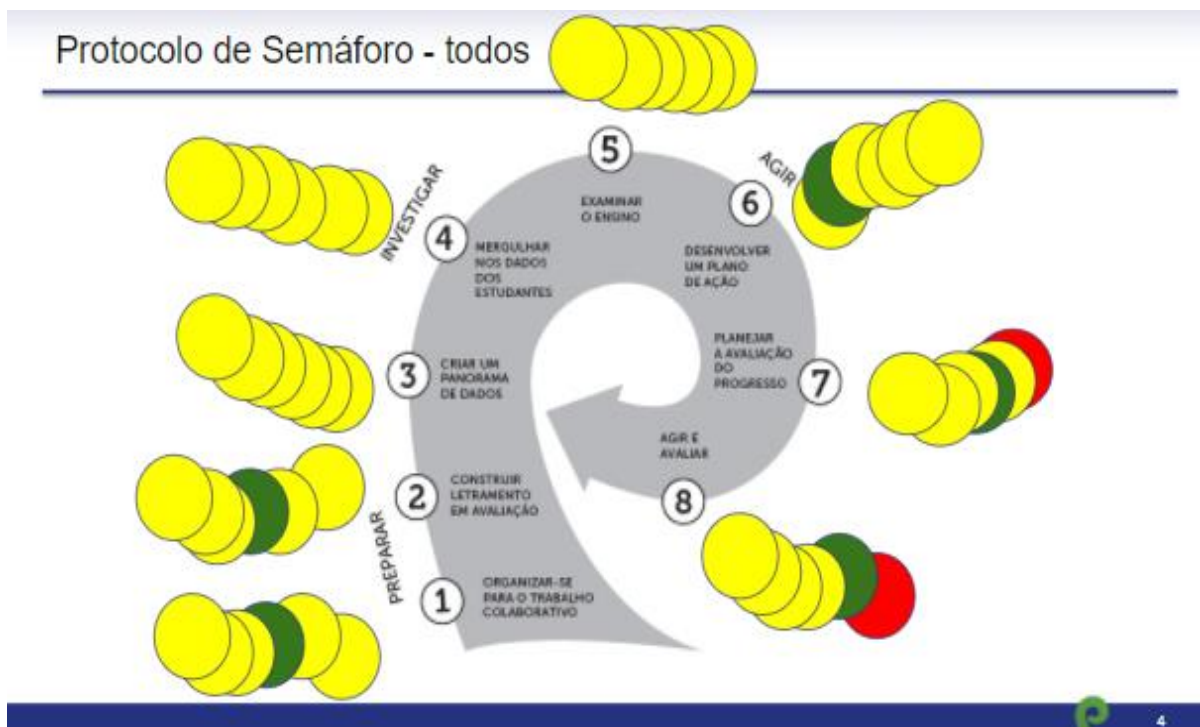 Protocolo de Semáforo - todos
INVESTIGAR
AGIR
PREPARAR
5
EXAMINAR
O ENSINO
6
DESENVOLVER
UM PLANO
DE AÇÃO
4
MERGULHAR
NOS DADOS
DOS
ESTUDANTES
7
PLANEJAR
A AVALIAÇÃO
DO
PROGRESSO
3
CRIAR UM
PANORAMA
DE DADOS
8
AGIR E
AVALIAR
2
CONSTRUIR
LETRAMENTO
EM AVALIAÇÃO
1
ORGANIZAR-SE
PARA O TRABALHO
COLABORATIVO
4